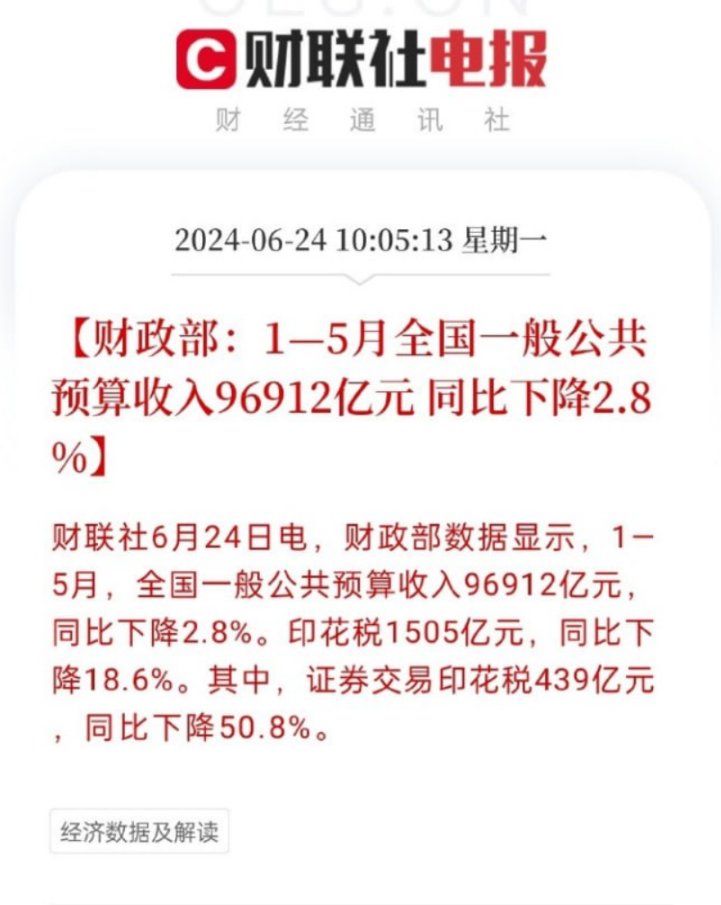 财联社电报
财经通讯社
2024-06-24 10:05:13 星期一
【财政部：1—5月全国一般公共
预算收入96912亿元 同比下降2.8
%】
财联社6月24日电，财政部数据显示，1—
5月，全国一般公共预算收入96912亿元，
同比下降2.8%。印花税1505亿元，同比下
降18.6%。其中，证券交易印花税439亿元
，同比下降50.8%。
经济数据及解读